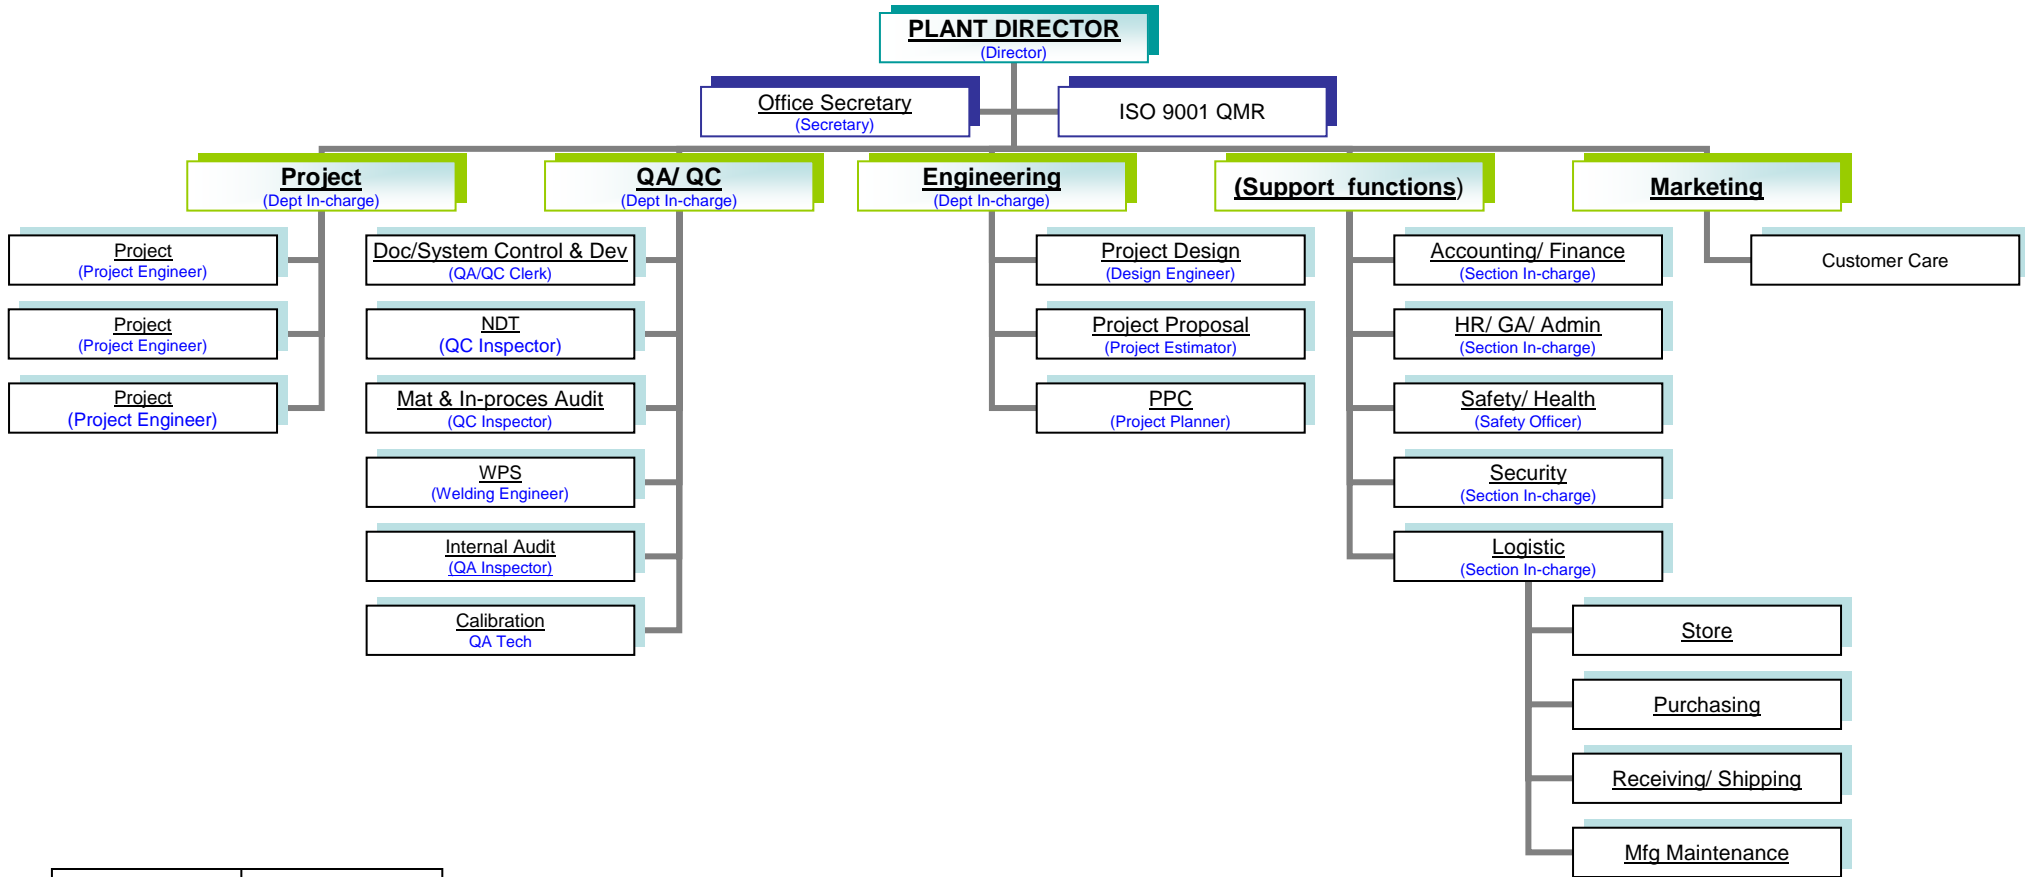 PLANT DIRECTOR
(Director)
Office Secretary
(Secretary)
ISO 9001 QMR
Project
(Dept In-charge)
QA/ QC
(Dept In-charge)
Engineering
(Dept In-charge)
(Support functions)
Marketing
Project
(Project Engineer)
Project
(Project Engineer)
Project
(Project Engineer)
Doc/System Control & Dev
(QA/QC Clerk)
NDT
(QC Inspector)
Mat & In-proces Audit
(QC Inspector)
WPS
(Welding Engineer)
Internal Audit
(QA Inspector)
Calibration
QA Tech
Project Design
(Design Engineer)
Project Proposal
(Project Estimator)
PPC
(Project Planner)
Accounting/ Finance
(Section In-charge)
HR/ GA/ Admin
(Section In-charge)
Safety/ Health
(Safety Officer)
Security
(Section In-charge)
Logistic
(Section In-charge)
Store
Purchasing
Receiving/ Shipping
Mfg Maintenance
Customer Care